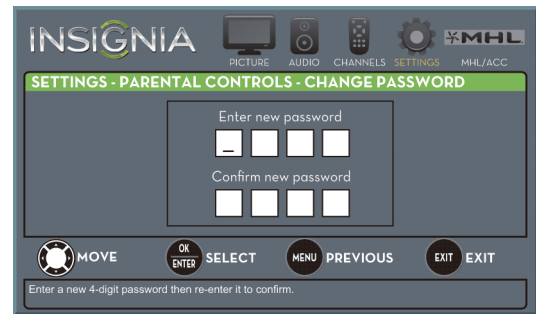 INSIGNIA
PICTURE AUDIO CHANNELS SETTINGS MHL MHL/ACC
SETTINGS - PARENTAL CONTROLS - CHANGE PASSWORD
Enter new password
_
Confirm new password
MOVE OK ENTER SELECT MENU PREVIOUS EXIT EXIT
Enter a new 4-digit password then re-enter it to confirm.